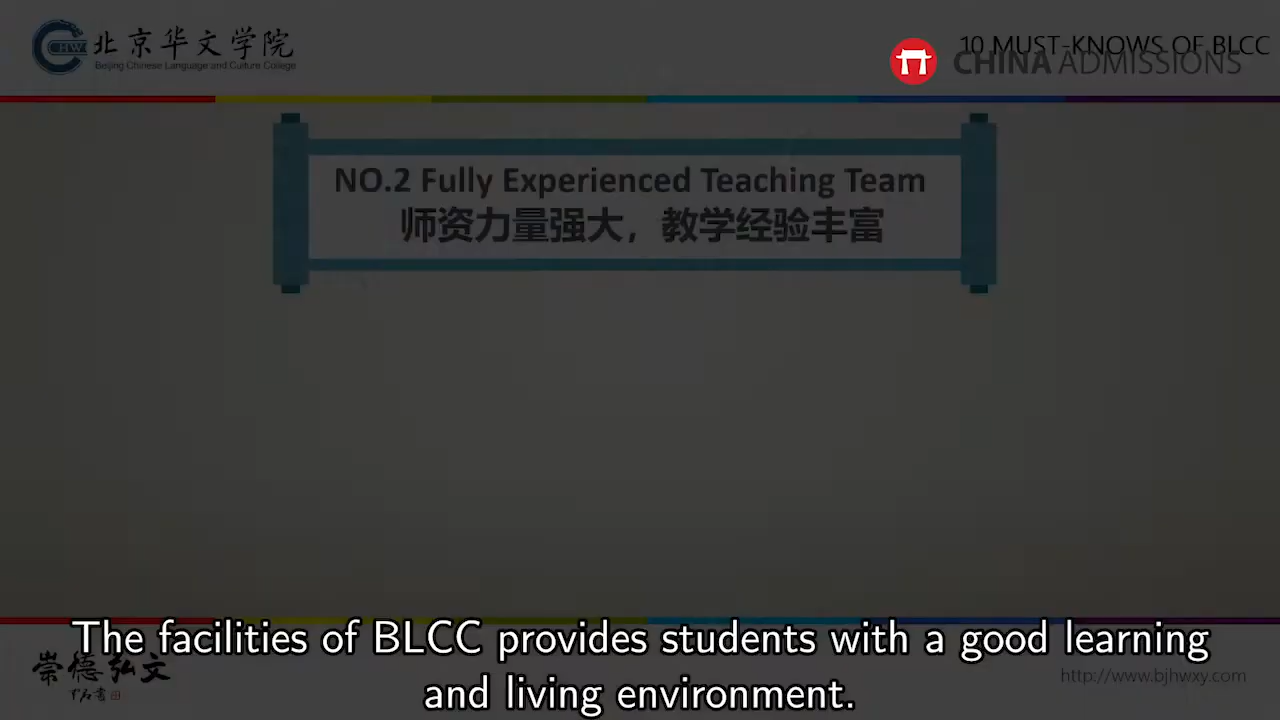 北京华文学院
Beijing Chinese Language and Culture College
10 MUST-KNOWS OF BLCC
CHINA ADMISSIONS
NO.2 Fully Experienced Teaching Team
师资力量强大，教学经验丰富
The facilities of BLCC provides students with a good learning
and living environment.
崇德弘文
http://www.bjhwxy.com